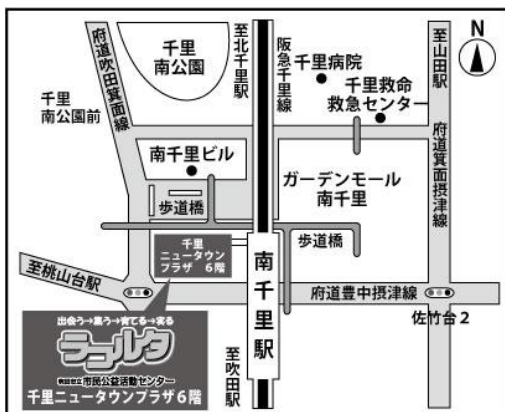 府道吹田箕面線
千里
南公園
至北千里駅
阪急千里線
千里病院
千里救命
救急センター
至山田駅
N
千里
南公園前
南千里ビル
ガーデンモール
南千里
府道箕面摂津線
歩道橋
歩道橋
千里
ニュータウン
プラザ 6階
至桃山台駅
南千里駅
府道豊中摂津線
佐竹台2
出会う→集う→育てる→実る
ラコルタ
吹田市立市民公益活動センター
千里ニュータウンプラザ6階
至吹田駅